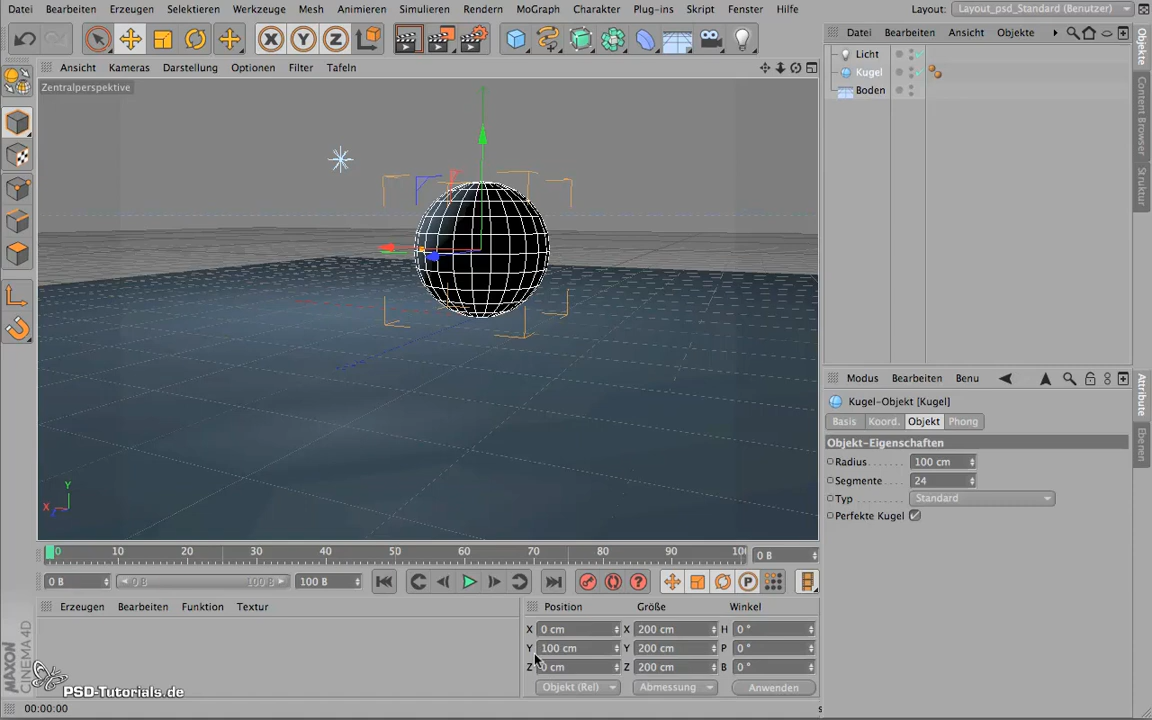 Datei Bearbeiten Erzeugen Selektieren Werkzeuge Mesh Animieren Simulieren Rendern MoGraph Charakter Plug-ins Skript Fenster Hilfe Layout: Layout_psd_Standard (Benutzer)
X Y Z
Datei Bearbeiten Ansicht Objekte
Ansicht Kameras Darstellung Optionen Filter Tafeln
Zentralperspektive
Licht
Kugel
Boden
Objekte
Content Browser
Struktur
Y
X
Modus Bearbeiten Benu
Kugel-Objekt [Kugel]
Basis Koord. Objekt Phong
Objekt-Eigenschaften
Radius 100 cm
Segmente 24
Typ Standard
Perfekte Kugel
Attribute
Ebenen
0 10 20 30 40 50 60 70 80 90 0 B
0 B 0 B 100 B 100 B
P
Erzeugen Bearbeiten Funktion Textur
Position Größe Winkel
X 0 cm X 200 cm H 0 °
Y 100 cm Y 200 cm P 0 °
Z 0 cm Z 200 cm B 0 °
Objekt (Rel) Abmessung Anwenden
MAXON CINEMA 4D
PSD-Tutorials.de
00:00:00